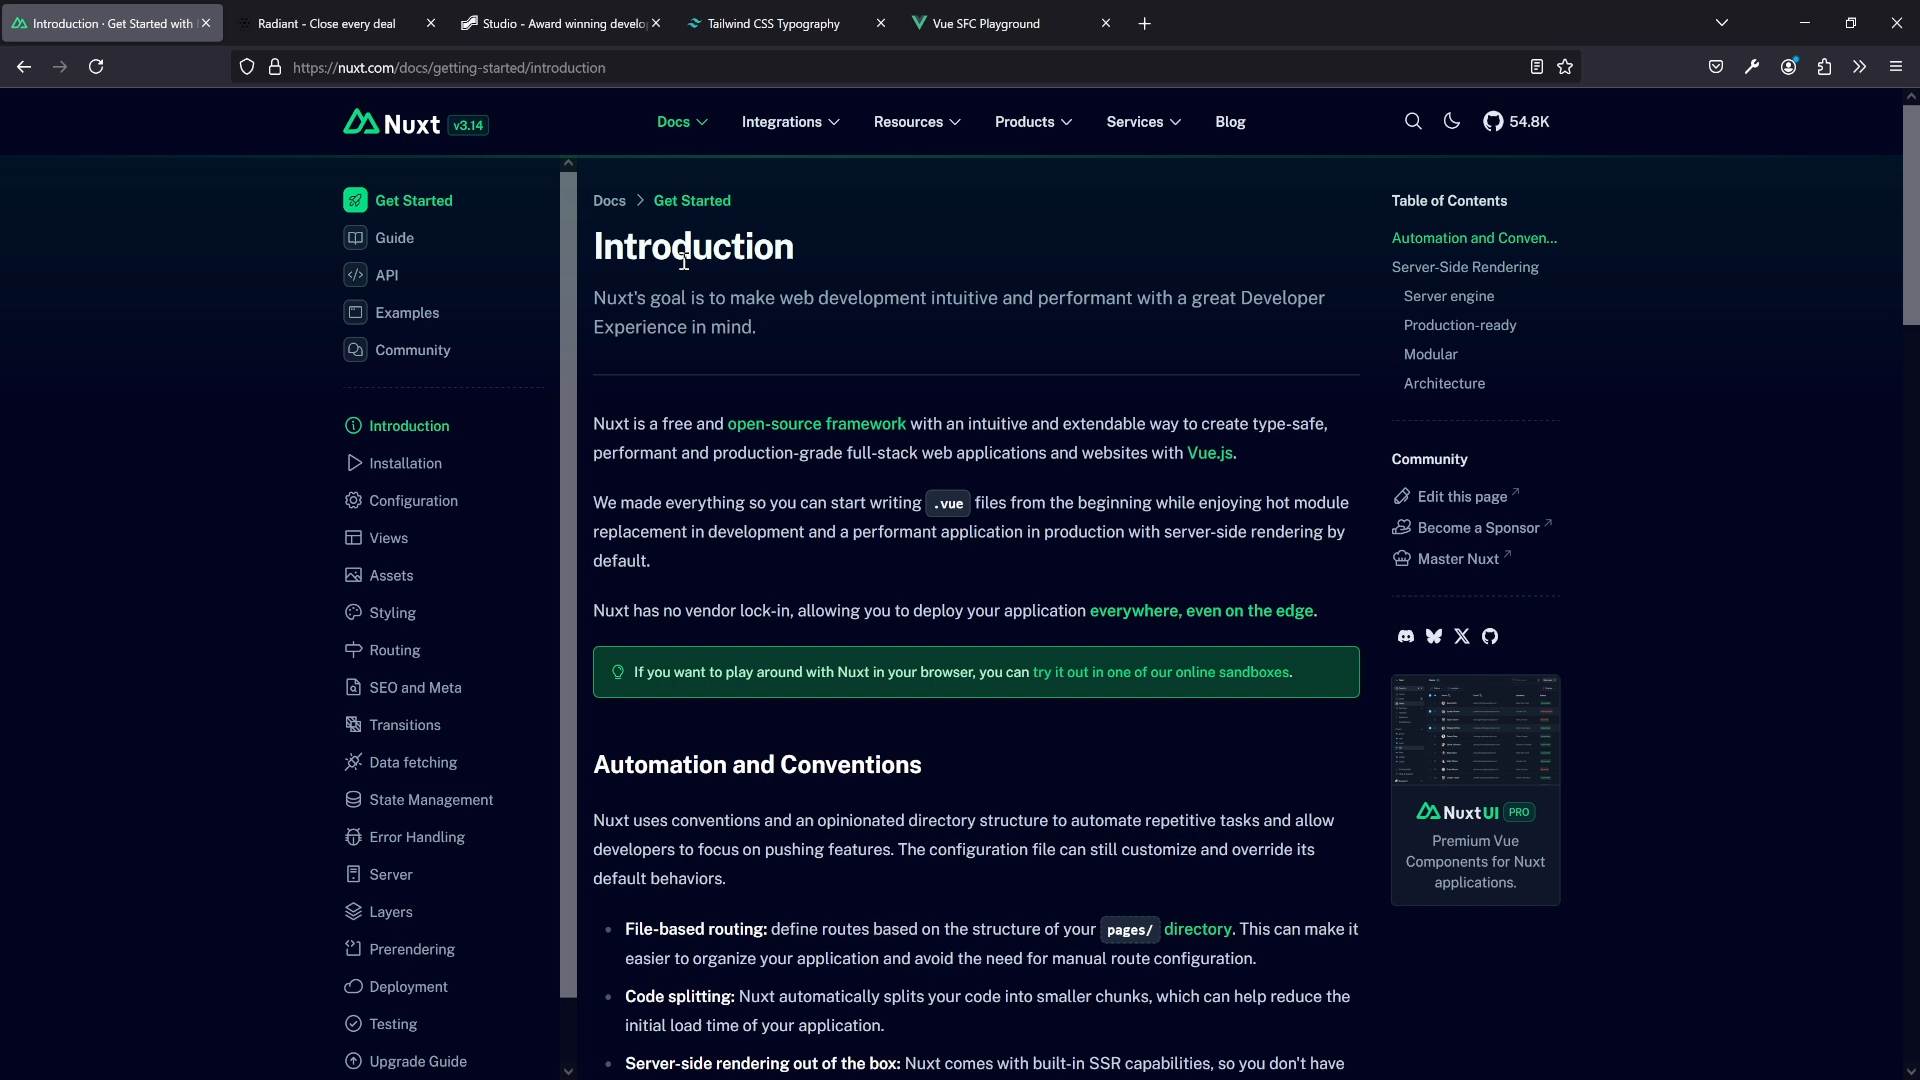 Introduction · Get Started with
Radiant - Close every deal
Studio - Award winning develo
Tailwind CSS Typography
Vue SFC Playground
https://nuxt.com/docs/getting-started/introduction
Nuxt v3.14
Docs
Integrations
Resources
Products
Services
Blog
54.8K
Get Started
Guide
API
Examples
Community
Introduction
Installation
Configuration
Views
Assets
Styling
Routing
SEO and Meta
Transitions
Data fetching
State Management
Error Handling
Server
Layers
Prerendering
Deployment
Testing
Upgrade Guide
Docs > Get Started
Introduction
Nuxt's goal is to make web development intuitive and performant with a great Developer
Experience in mind.
Nuxt is a free and open-source framework with an intuitive and extendable way to create type-safe,
performant and production-grade full-stack web applications and websites with Vue.js.
We made everything so you can start writing .vue files from the beginning while enjoying hot module
replacement in development and a performant application in production with server-side rendering by
default.
Nuxt has no vendor lock-in, allowing you to deploy your application everywhere, even on the edge.
If you want to play around with Nuxt in your browser, you can try it out in one of our online sandboxes.
Automation and Conventions
Nuxt uses conventions and an opinionated directory structure to automate repetitive tasks and allow
developers to focus on pushing features. The configuration file can still customize and override its
default behaviors.
• File-based routing: define routes based on the structure of your pages/ directory. This can make it
easier to organize your application and avoid the need for manual route configuration.
• Code splitting: Nuxt automatically splits your code into smaller chunks, which can help reduce the
initial load time of your application.
• Server-side rendering out of the box: Nuxt comes with built-in SSR capabilities, so you don't have
Table of Contents
Automation and Conven...
Server-Side Rendering
Server engine
Production-ready
Modular
Architecture
Community
Edit this page
Become a Sponsor
Master Nuxt
NuxtUI PRO
Premium Vue
Components for Nuxt
applications.